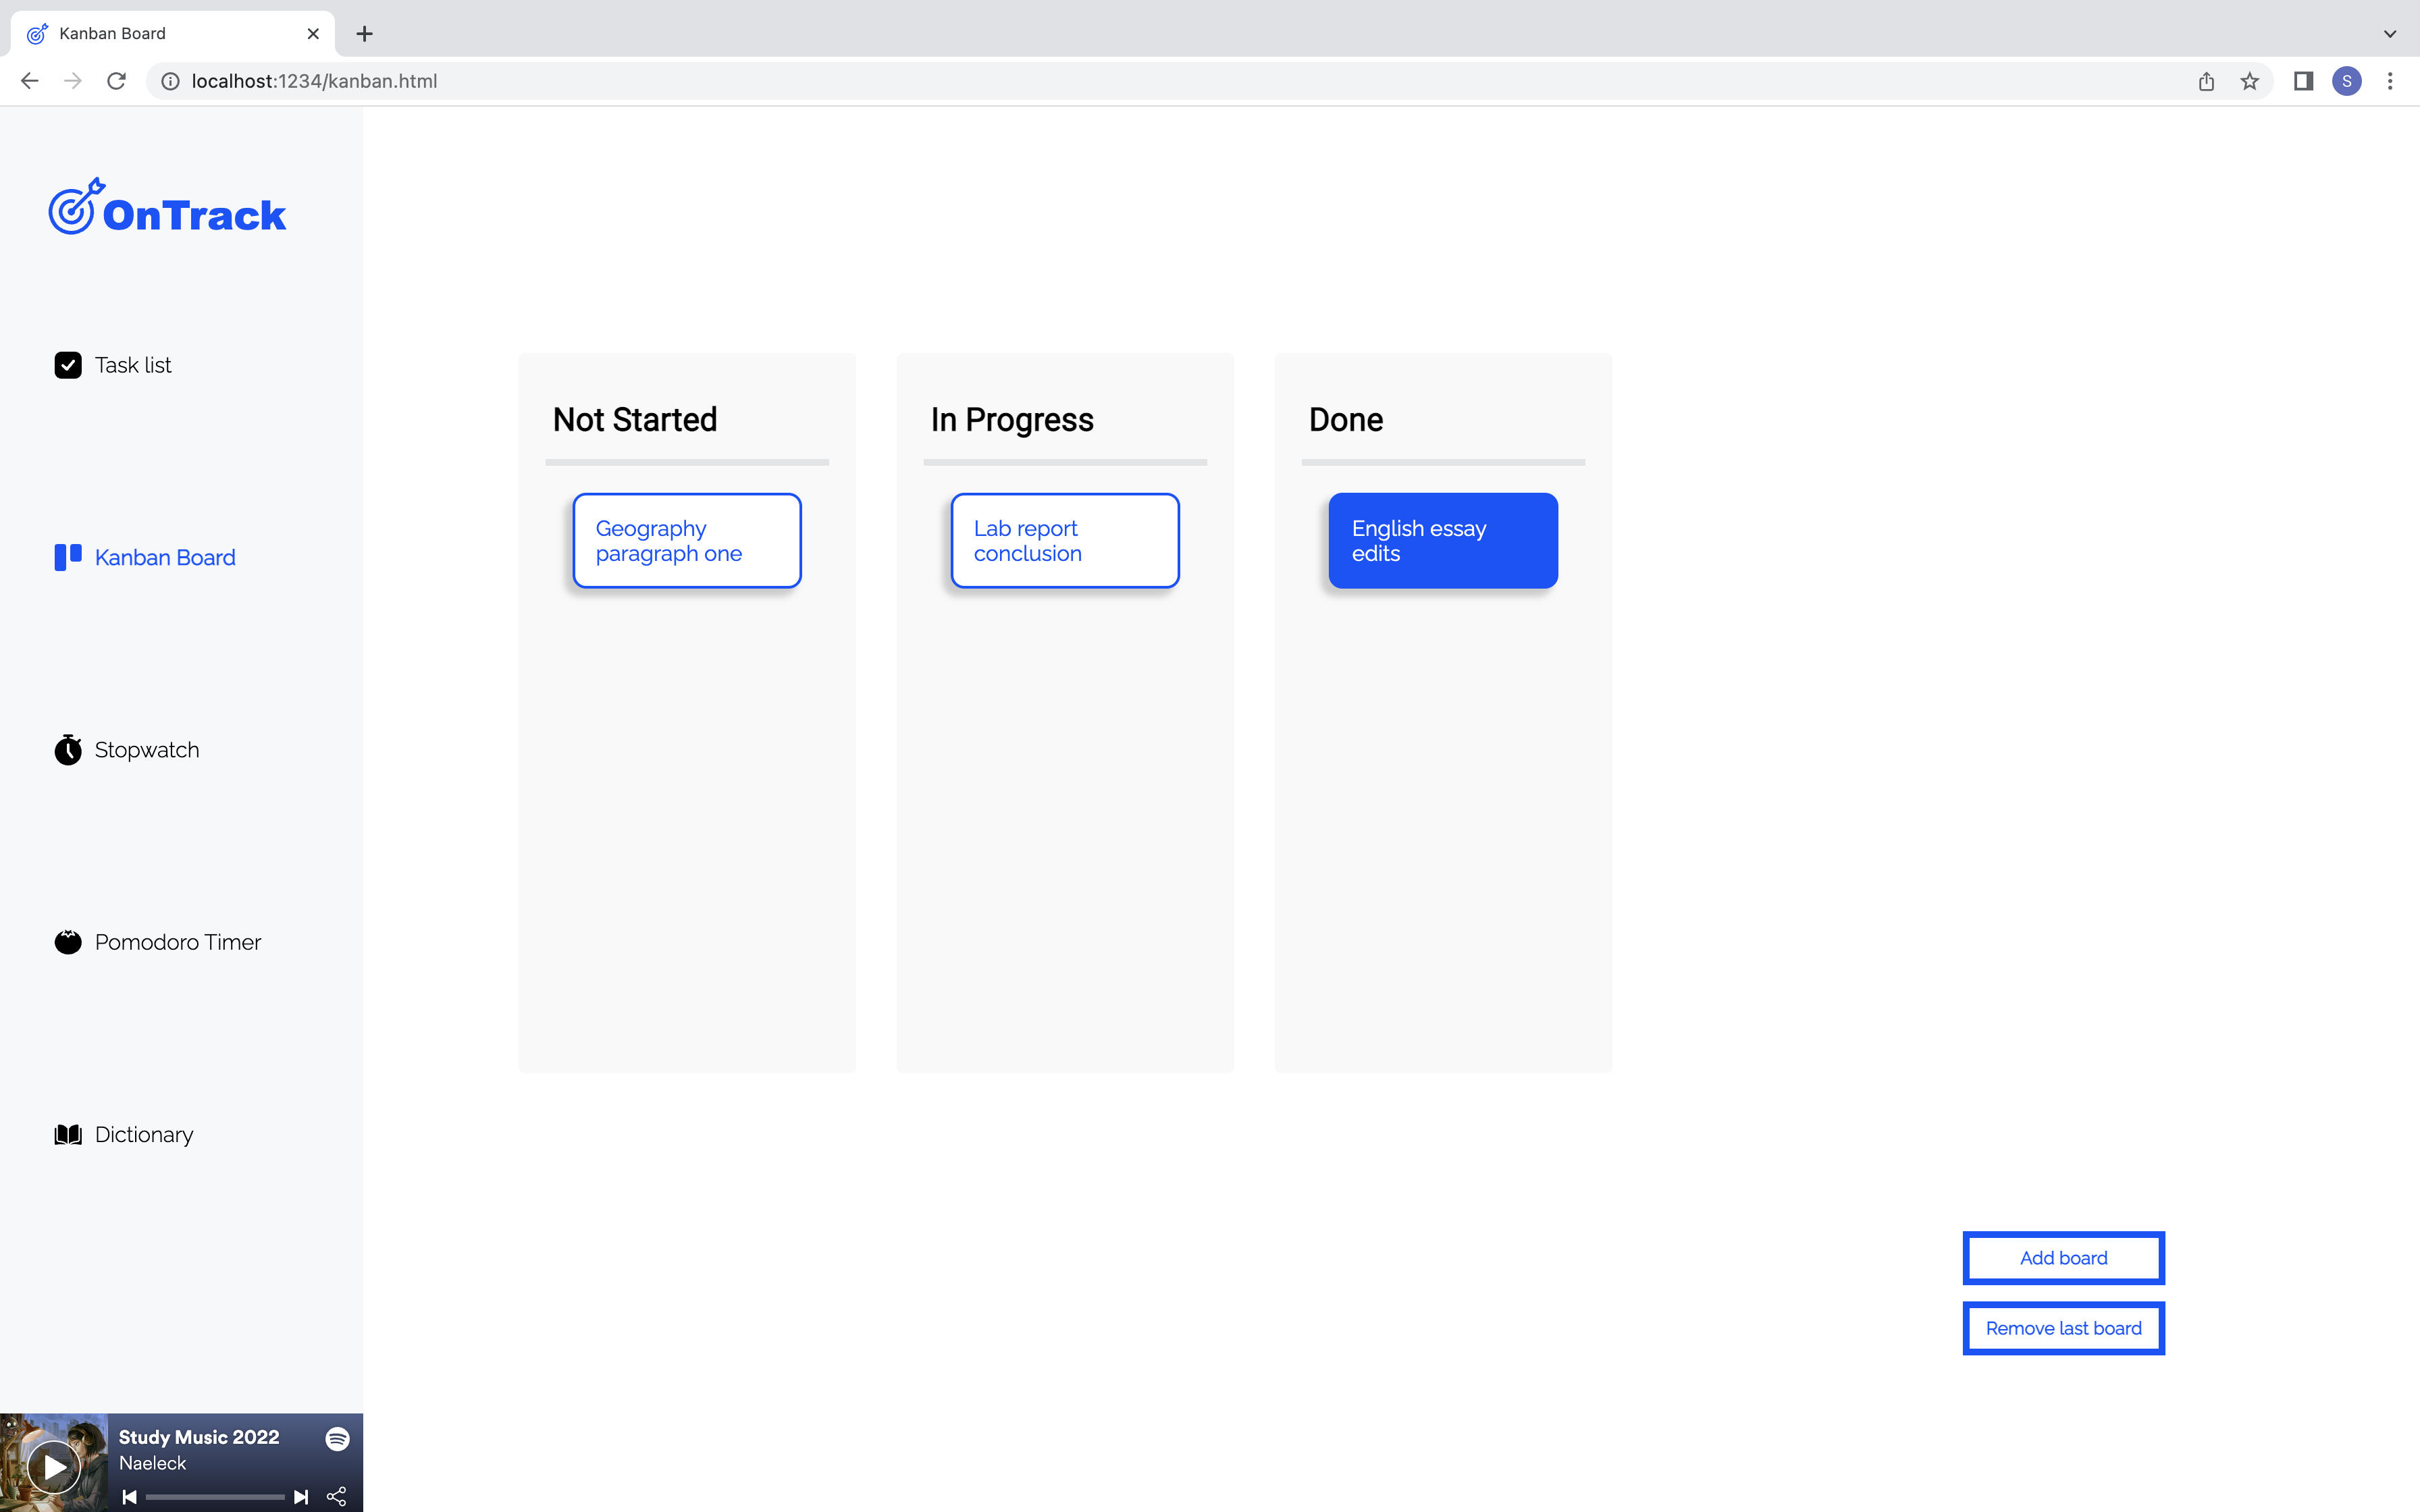 Kanban Board
localhost:1234/kanban.html
S
OnTrack
Task list
Kanban Board
Stopwatch
Pomodoro Timer
Dictionary
Not Started
Geography
paragraph one
In Progress
Lab report
conclusion
Done
English essay
edits
Add board
Remove last board
Study Music 2022
Naeleck